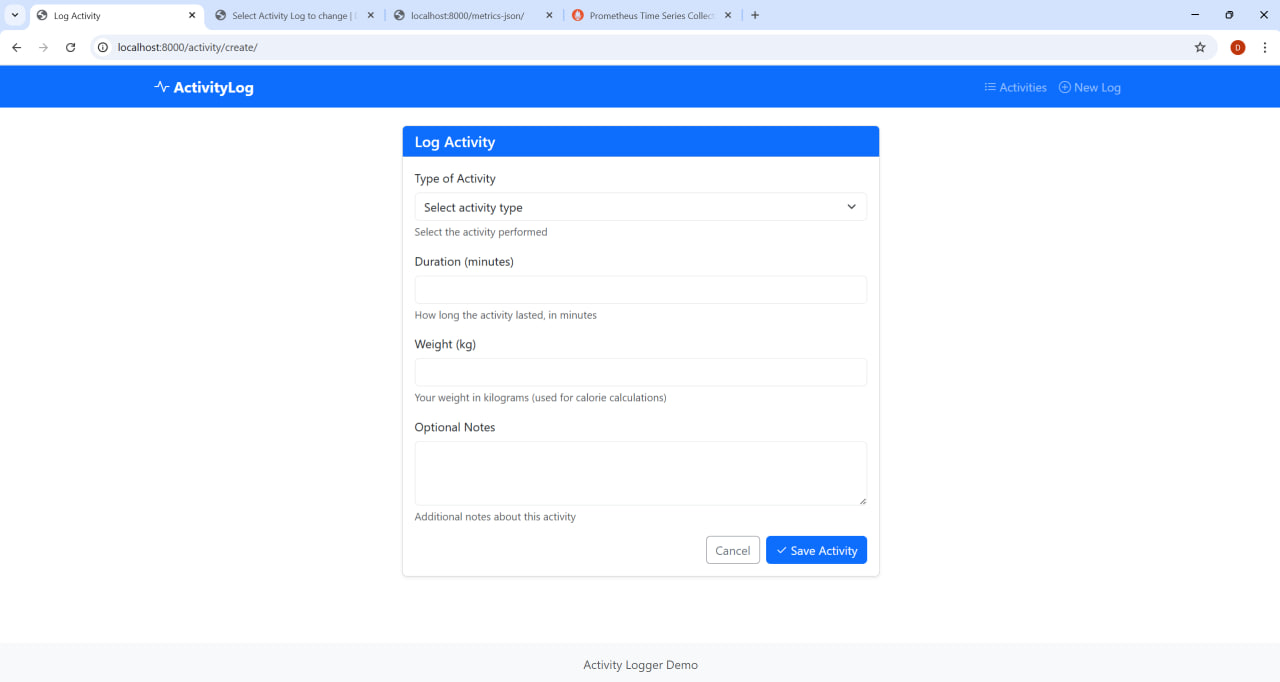 Log Activity
Select Activity Log to change |
localhost:8000/metrics-json/
Prometheus Time Series Collec
localhost:8000/activity/create/
D
ActivityLog
Activities
New Log
Log Activity
Type of Activity
Select activity type
Select the activity performed
Duration (minutes)
How long the activity lasted, in minutes
Weight (kg)
Your weight in kilograms (used for calorie calculations)
Optional Notes
Additional notes about this activity
Cancel
Save Activity
Activity Logger Demo